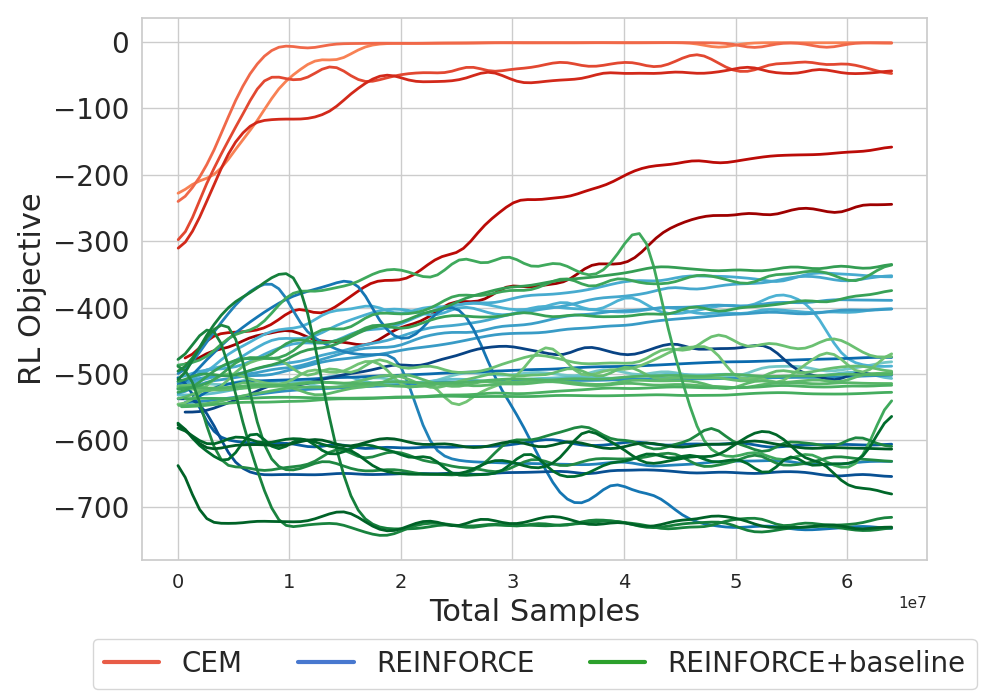 RL Objective
0
−100
−200
−300
−400
−500
−600
−700
0 1 2 3 4 5 6
1e7
Total Samples
CEM REINFORCE REINFORCE+baseline